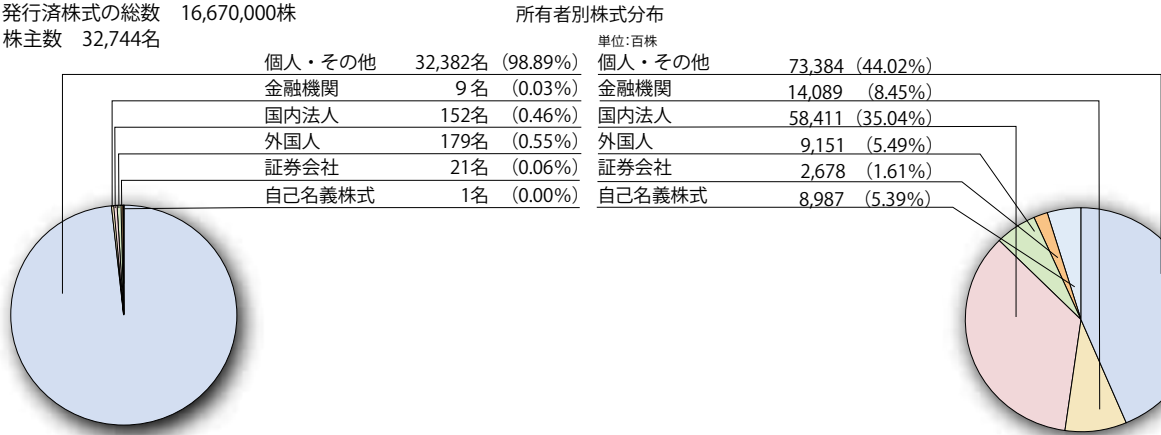 発行済株式の総数　16,670,000株
株主数　32,744名
個人・その他　32,382名（98.89%）
金融機関　9名（0.03%）
国内法人　152名（0.46%）
外国人　179名（0.55%）
証券会社　21名（0.06%）
自己名義株式　1名（0.00%）
所有者別株式分布
単位:百株
個人・その他　73,384（44.02%）
金融機関　14,089（8.45%）
国内法人　58,411（35.04%）
外国人　9,151（5.49%）
証券会社　2,678（1.61%）
自己名義株式　8,987（5.39%）